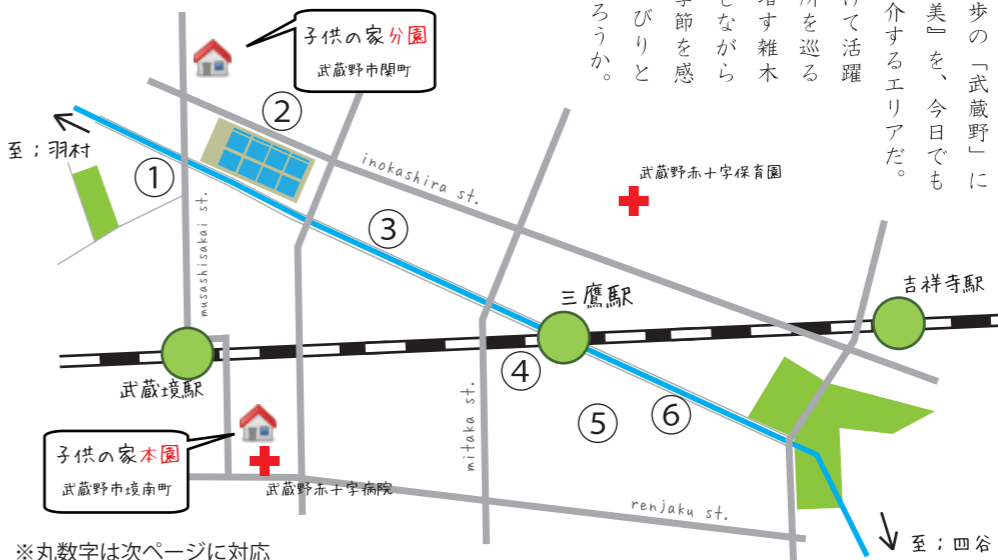 歩の「武蔵野」に
美』を、今日でも
介するエリアだ。
けて活躍
所を巡る
増す雑木
しながら
季節を感
びりと
ろうか。
子供の家分園
武蔵野市関町
②
至；羽村
①
inokashira st.
武蔵野赤十字保育園
musashisakai st.
③
三鷹駅
吉祥寺駅
武蔵境駅
④
mitaka st.
⑤
⑥
子供の家本園
武蔵野市境南町
武蔵野赤十字病院
renjaku st.
至；四谷
※丸数字は次ページに対応